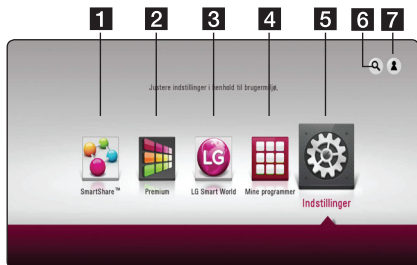 1 2 3 4 5 6 7
Justere indstillinger i henhold til brugermiljø.
LG
SmartShare™ Premium LG Smart World Mine programmer
Indstillinger